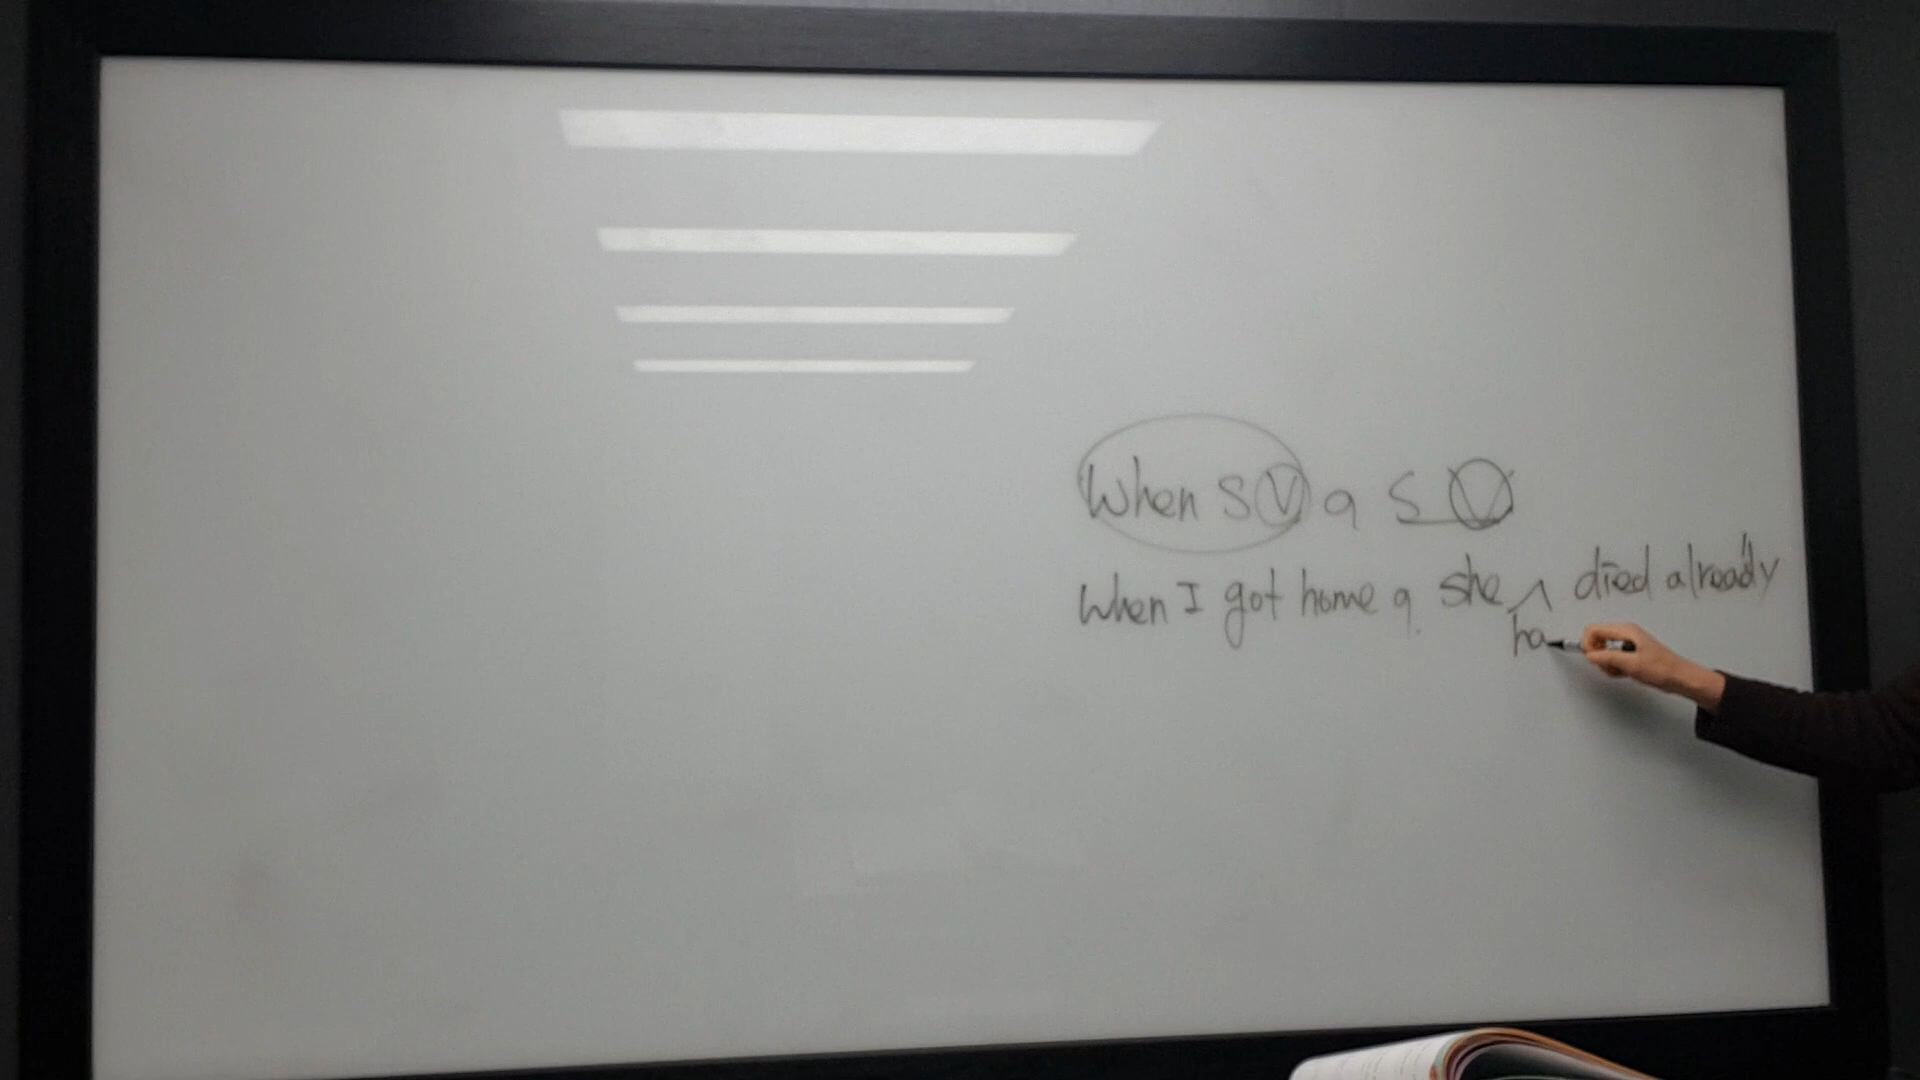 When S V , S V
When I got home , she ^ died already
ha